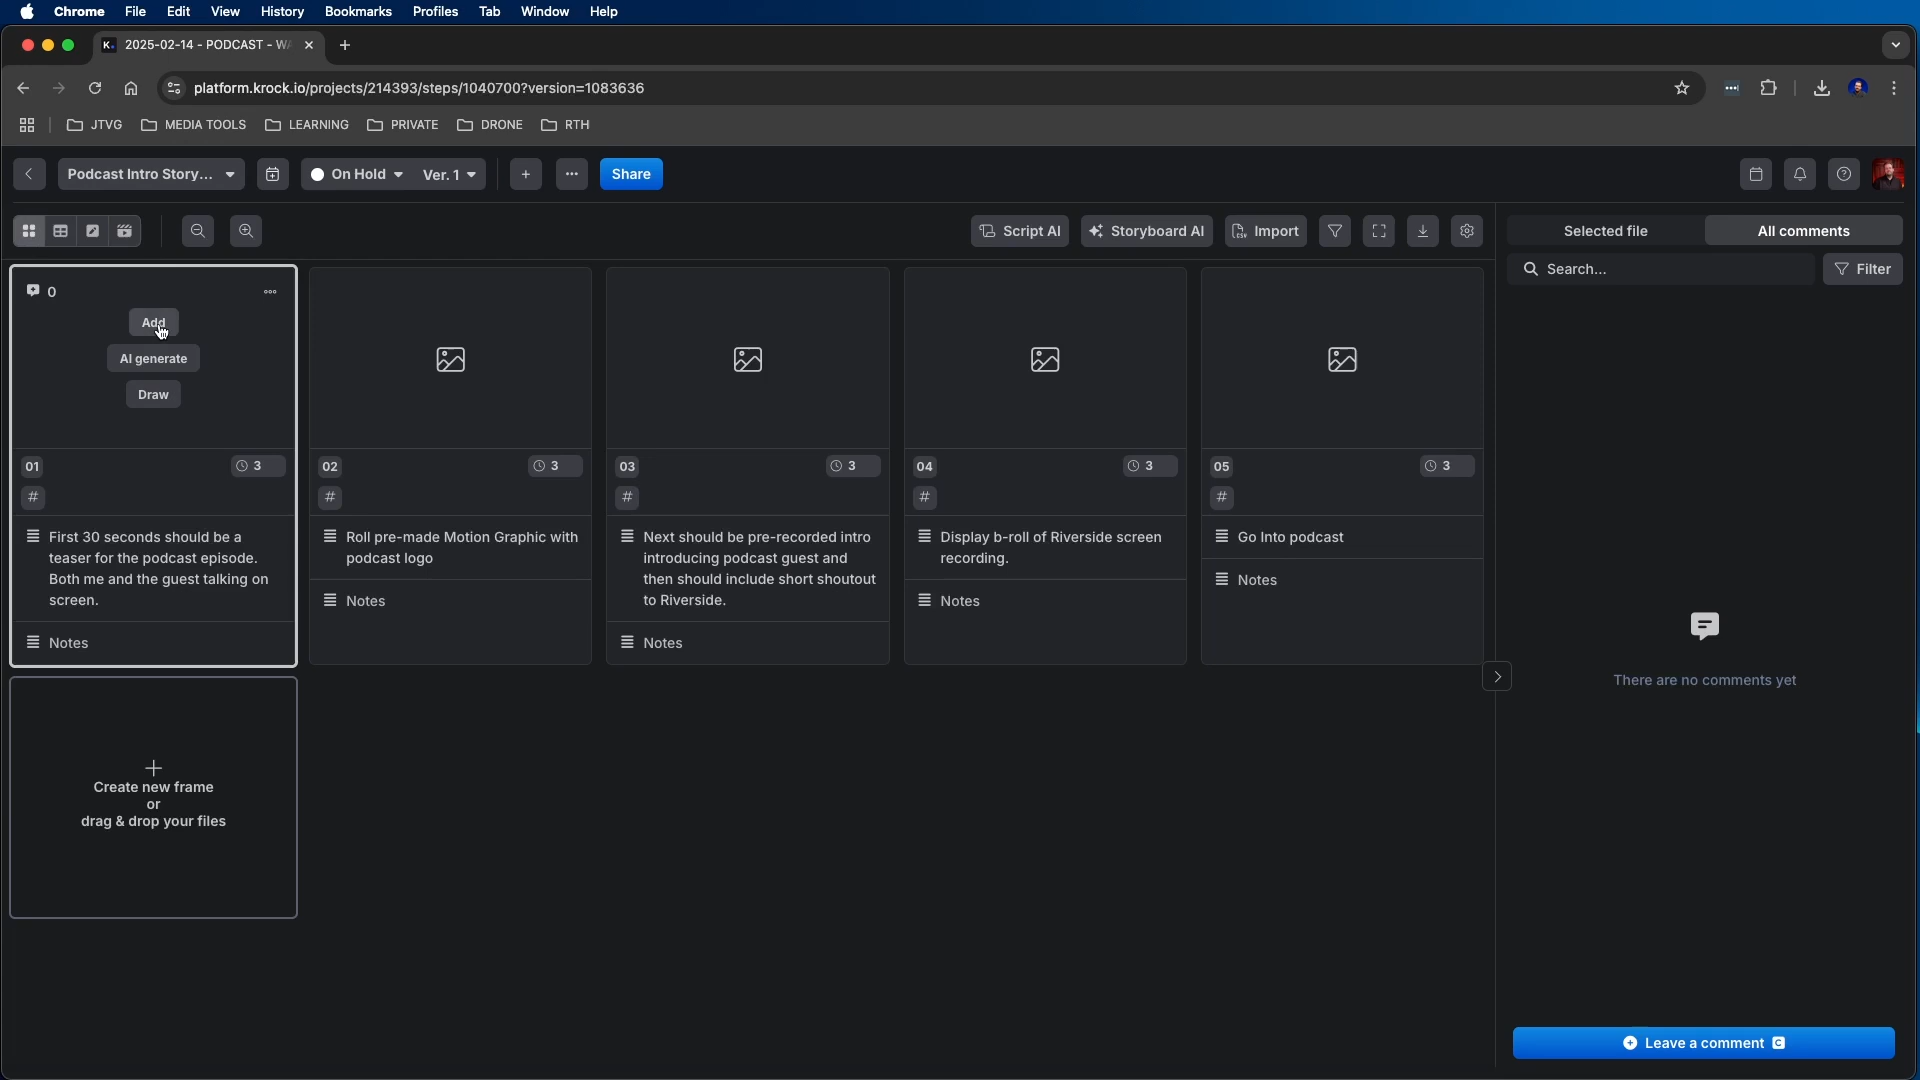 Chrome File Edit View History Bookmarks Profiles Tab Window Help
K. 2025-02-14 - PODCAST - W
platform.krock.io/projects/214393/steps/1040700?version=1083636
JTVG MEDIA TOOLS LEARNING PRIVATE DRONE RTH
Podcast Intro Story... On Hold Ver. 1 + Share
Script AI Storyboard AI Import Selected file All comments
Search... Filter
0
Add
AI generate
Draw
01 3 02 3 03 3 04 3 05 3
# # # # #
First 30 seconds should be a
teaser for the podcast episode.
Both me and the guest talking on
screen.
Notes
Roll pre-made Motion Graphic with
podcast logo
Notes
Next should be pre-recorded intro
introducing podcast guest and
then should include short shoutout
to Riverside.
Notes
Display b-roll of Riverside screen
recording.
Notes
Go Into podcast
Notes
There are no comments yet
Create new frame
or
drag & drop your files
Leave a comment C